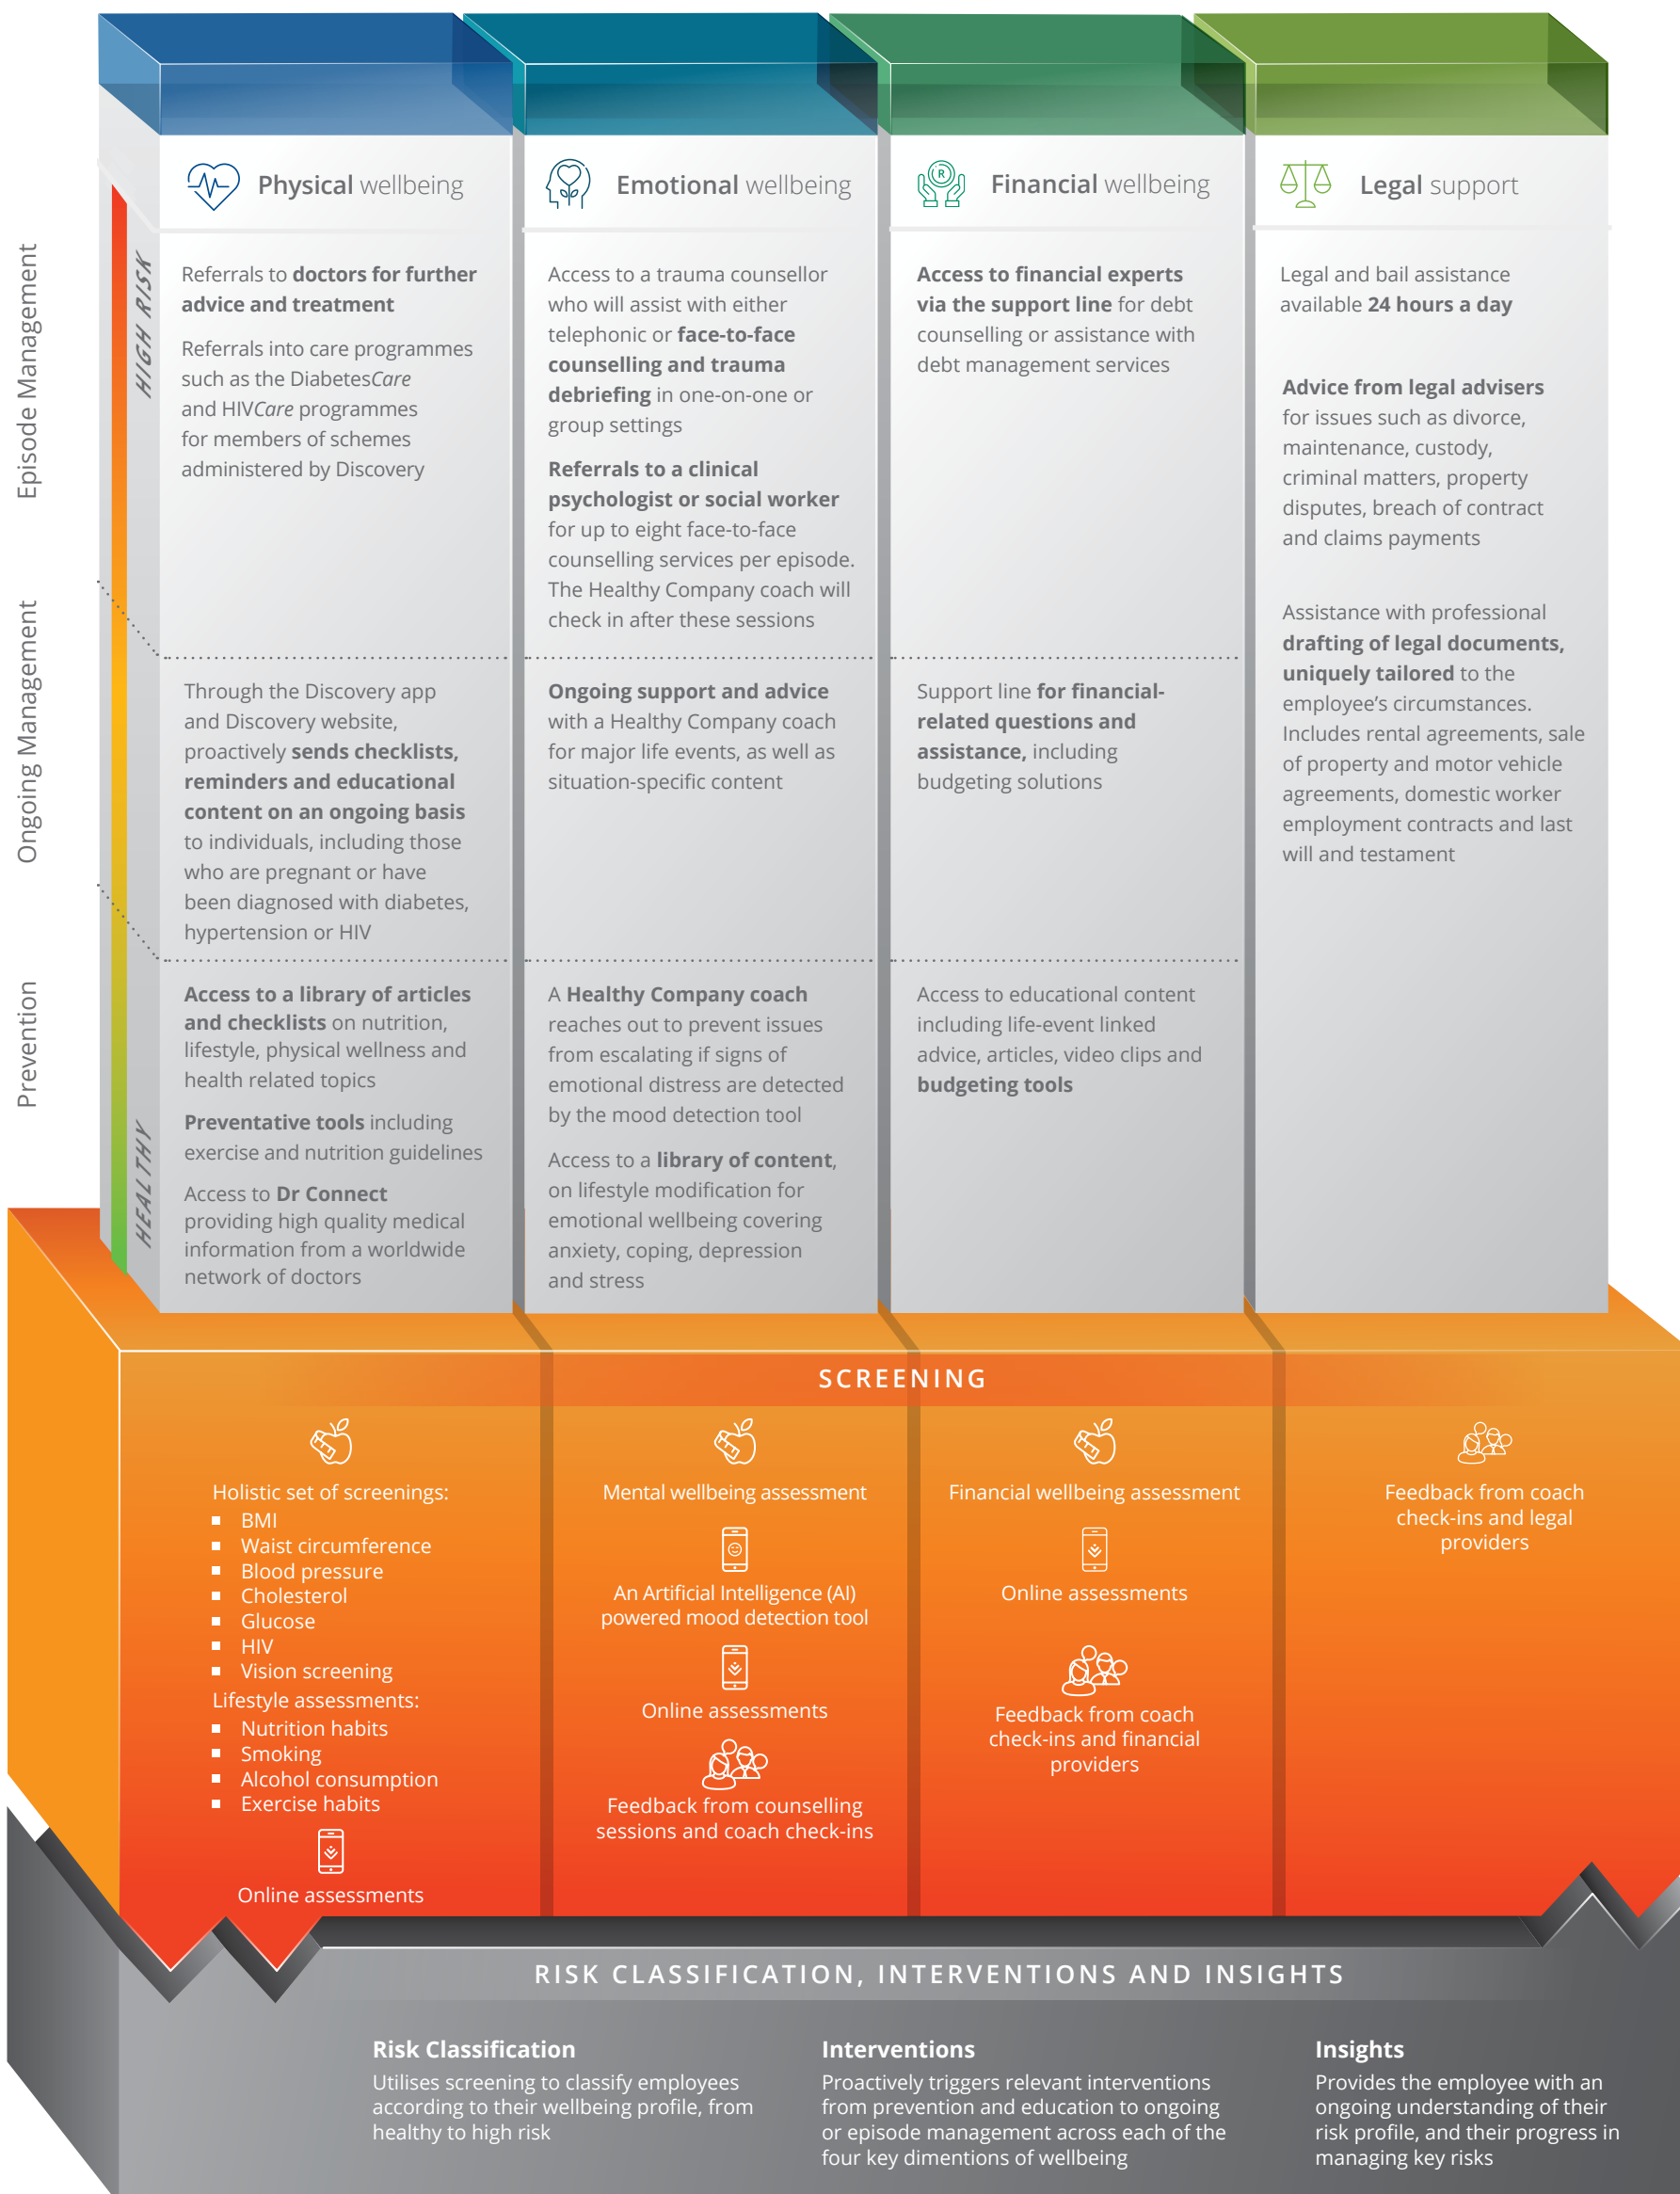 Physical wellbeing
Emotional wellbeing
Financial wellbeing
Legal support
Episode Management
Ongoing Management
Prevention
HIGH RISK
HEALTHY
Referrals to doctors for further
advice and treatment
Referrals into care programmes
such as the DiabetesCare
and HIVCare programmes
for members of schemes
administered by Discovery
Through the Discovery app
and Discovery website,
proactively sends checklists,
reminders and educational
content on an ongoing basis
to individuals, including those
who are pregnant or have
been diagnosed with diabetes,
hypertension or HIV
Access to a library of articles
and checklists on nutrition,
lifestyle, physical wellness and
health related topics
Preventative tools including
exercise and nutrition guidelines
Access to Dr Connect
providing high quality medical
information from a worldwide
network of doctors
Access to a trauma counsellor
who will assist with either
telephonic or face-to-face
counselling and trauma
debriefing in one-on-one or
group settings
Referrals to a clinical
psychologist or social worker
for up to eight face-to-face
counselling services per episode.
The Healthy Company coach will
check in after these sessions
Ongoing support and advice
with a Healthy Company coach
for major life events, as well as
situation-specific content
A Healthy Company coach
reaches out to prevent issues
from escalating if signs of
emotional distress are detected
by the mood detection tool
Access to a library of content,
on lifestyle modification for
emotional wellbeing covering
anxiety, coping, depression
and stress
R
Access to financial experts
via the support line for debt
counselling or assistance with
debt management services
Support line for financial-
related questions and
assistance, including
budgeting solutions
Access to educational content
including life-event linked
advice, articles, video clips and
budgeting tools
Legal and bail assistance
available 24 hours a day
Advice from legal advisers
for issues such as divorce,
maintenance, custody,
criminal matters, property
disputes, breach of contract
and claims payments
Assistance with professional
drafting of legal documents,
uniquely tailored to the
employee's circumstances.
Includes rental agreements, sale
of property and motor vehicle
agreements, domestic worker
employment contracts and last
will and testament
SCREENING
Holistic set of screenings:
BMI
Waist circumference
Blood pressure
Cholesterol
Glucose
HIV
Vision screening
Lifestyle assessments:
Nutrition habits
Smoking
Alcohol consumption
Exercise habits
Online assessments
Mental wellbeing assessment
An Artificial Intelligence (AI)
powered mood detection tool
Online assessments
Feedback from counselling
sessions and coach check-ins
Financial wellbeing assessment
Online assessments
Feedback from coach
check-ins and financial
providers
Feedback from coach
check-ins and legal
providers
RISK CLASSIFICATION, INTERVENTIONS AND INSIGHTS
Risk Classification
Utilises screening to classify employees
according to their wellbeing profile, from
healthy to high risk
Interventions
Proactively triggers relevant interventions
from prevention and education to ongoing
or episode management across each of the
four key dimentions of wellbeing
Insights
Provides the employee with an
ongoing understanding of their
risk profile, and their progress in
managing key risks